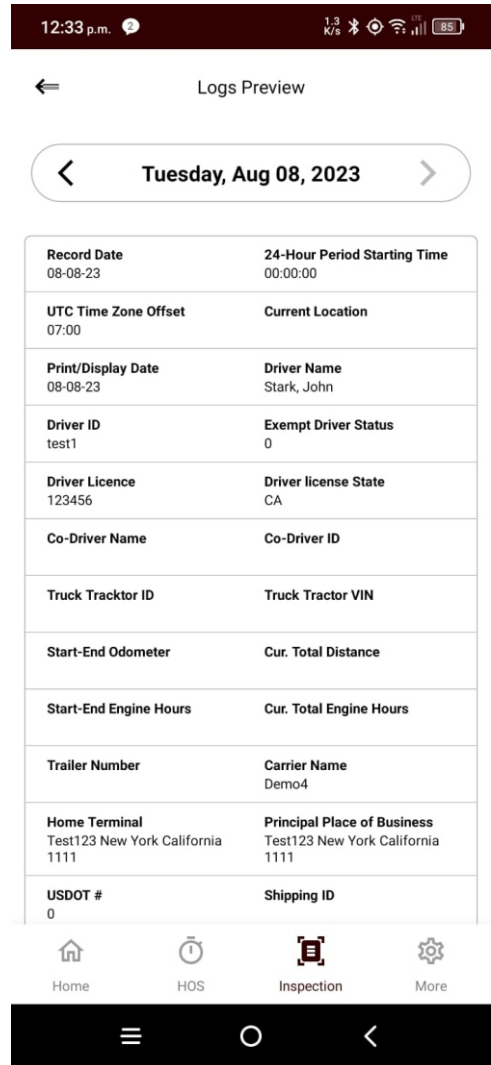 12:33 p.m. 2 1.3 K/s LTE 85
Logs Preview
Tuesday, Aug 08, 2023
Record Date 24-Hour Period Starting Time
08-08-23 00:00:00
UTC Time Zone Offset Current Location
07:00
Print/Display Date Driver Name
08-08-23 Stark, John
Driver ID Exempt Driver Status
test1 0
Driver Licence Driver license State
123456 CA
Co-Driver Name Co-Driver ID
Truck Tracktor ID Truck Tractor VIN
Start-End Odometer Cur. Total Distance
Start-End Engine Hours Cur. Total Engine Hours
Trailer Number Carrier Name
Demo4
Home Terminal Principal Place of Business
Test123 New York California Test123 New York California
1111 1111
USDOT # Shipping ID
0
Home HOS Inspection More